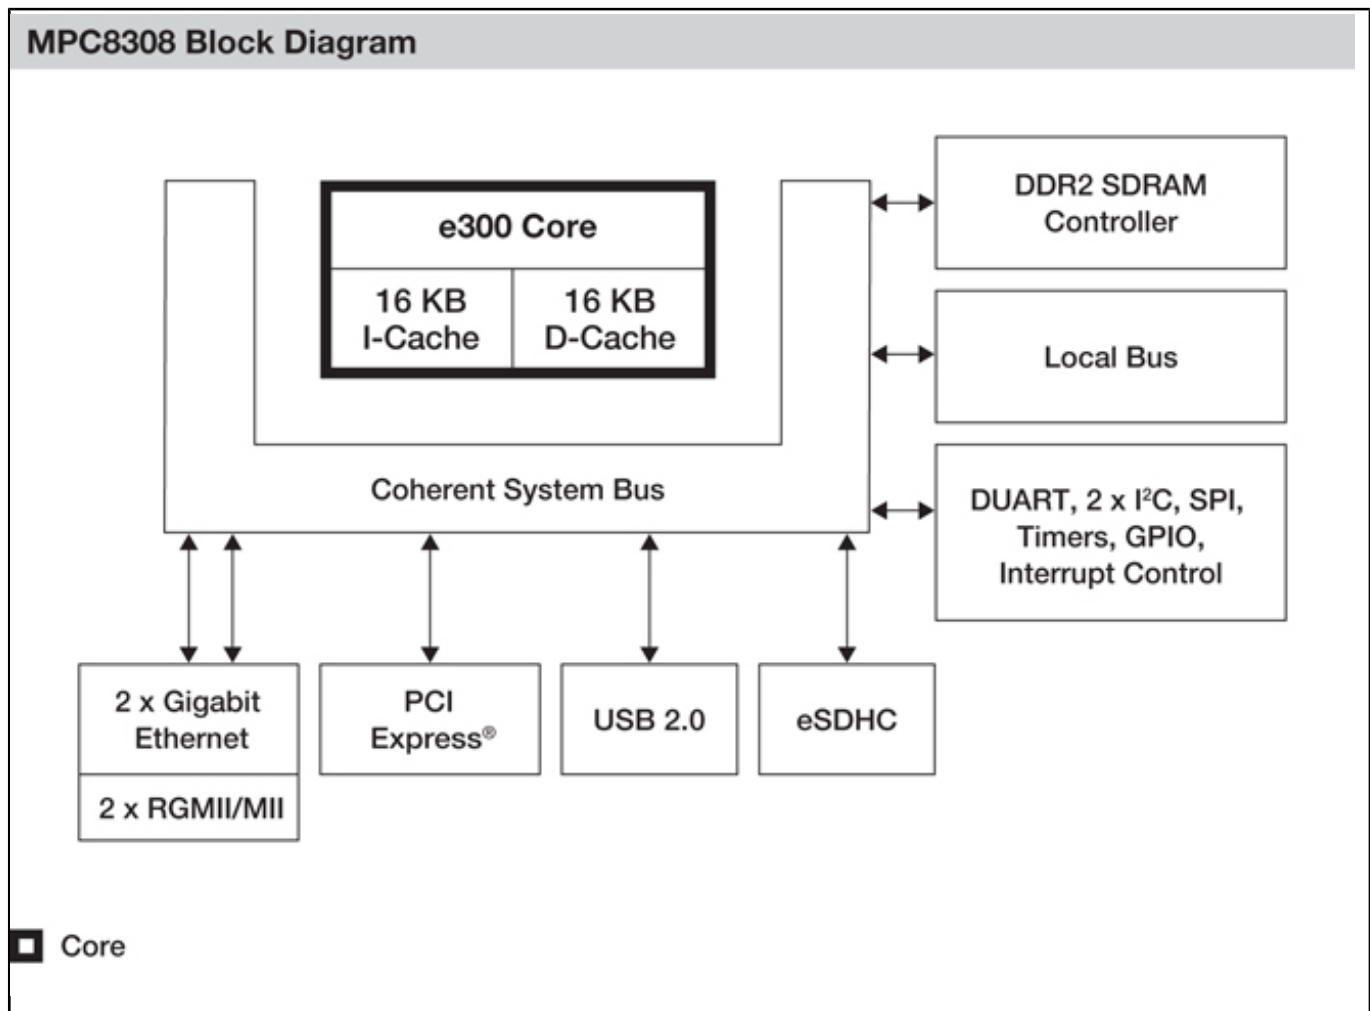 MPC8308 Block Diagram
e300 Core
16 KB
I-Cache
16 KB
D-Cache
DDR2 SDRAM
Controller
Local Bus
Coherent System Bus
DUART, 2 x I²C, SPI,
Timers, GPIO,
Interrupt Control
2 x Gigabit
Ethernet
2 x RGMII/MII
PCI
Express®
USB 2.0
eSDHC
Core